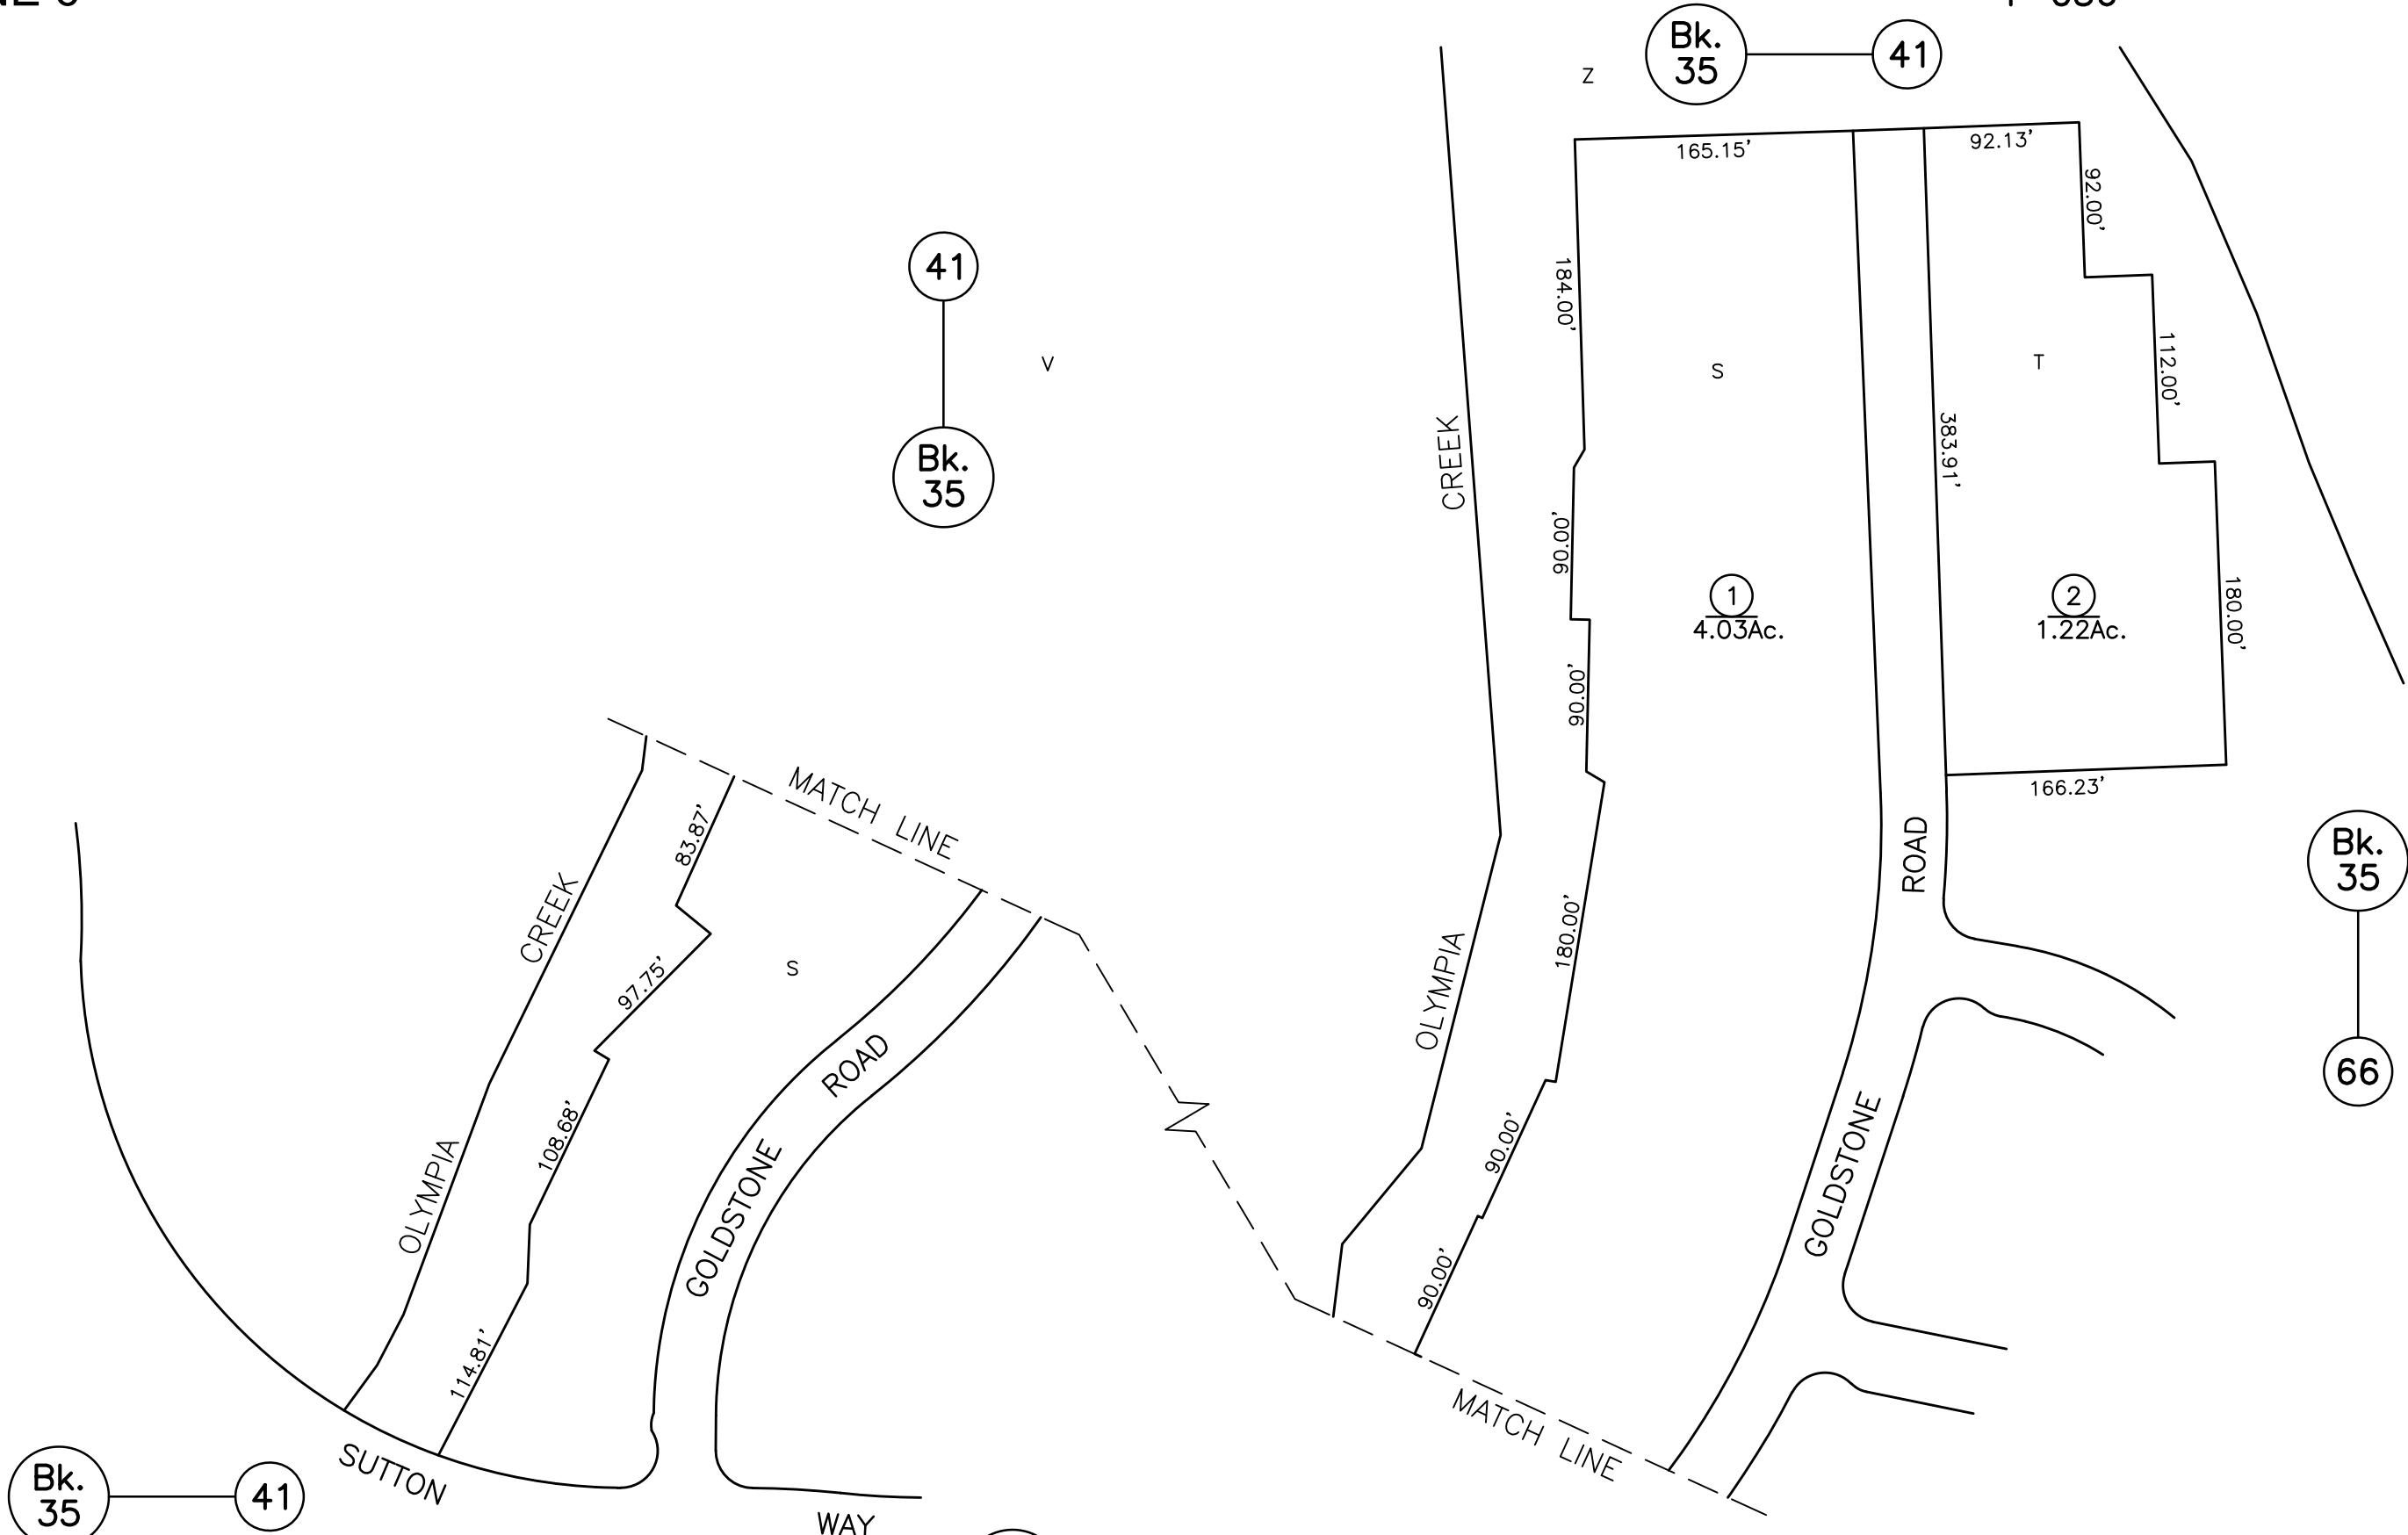 Bk.
35
41
Z
165.15'
92.13'
92.00'
184.00'
41
V
Bk.
35
CREEK
S
T
112.00'
383.91'
90.00'
90.00'
1
4.03Ac.
2
1.22Ac.
180.00'
166.23'
MATCH LINE
83.87'
CREEK
97.75'
S
ROAD
Bk.
35
66
180.00'
OLYMPIA
ROAD
GOLDSTONE
108.68'
OLYMPIA
GOLDSTONE
90.00'
90.00'
114.81'
MATCH LINE
SUTTON
WAY
Bk.
35
41